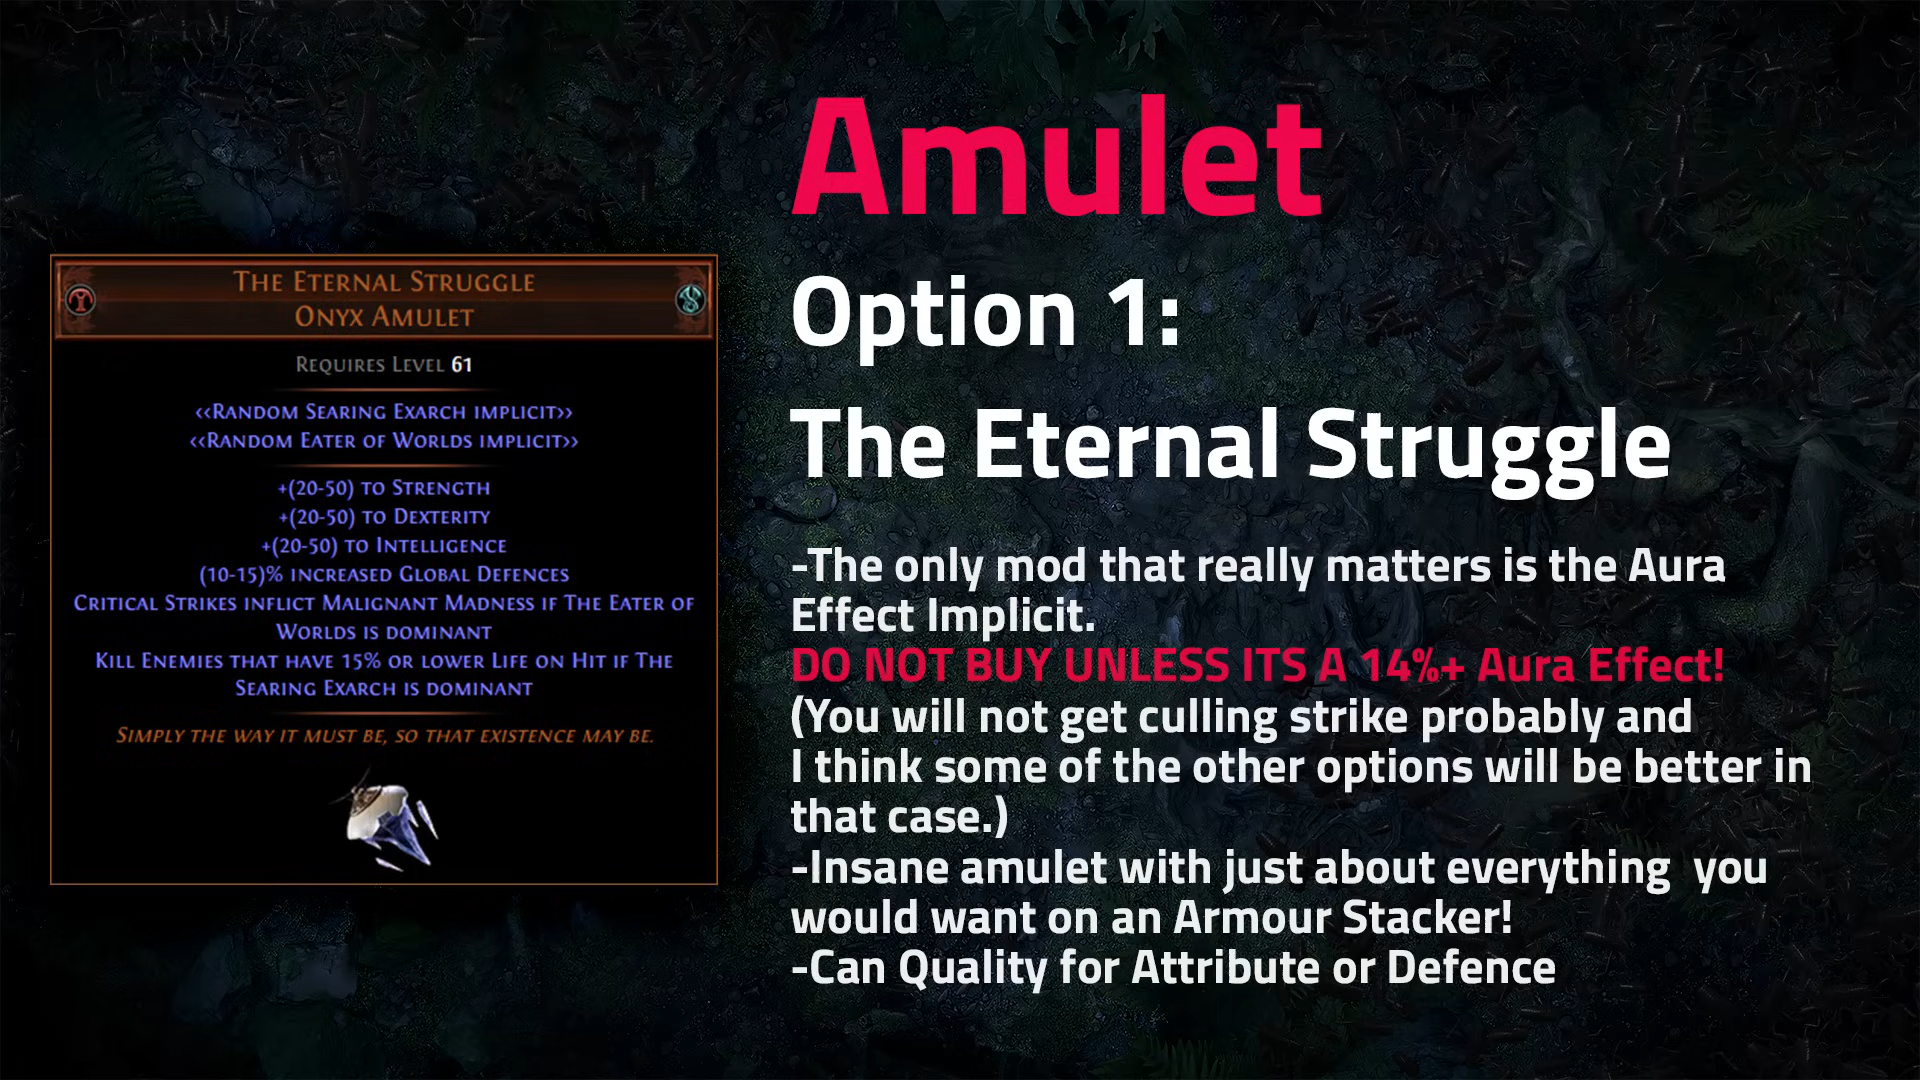 Amulet
Option 1:
The Eternal Struggle
-The only mod that really matters is the Aura
Effect Implicit.
DO NOT BUY UNLESS ITS A 14%+ Aura Effect!
(You will not get culling strike probably and
I think some of the other options will be better in
that case.)
-Insane amulet with just about everything  you
would want on an Armour Stacker!
-Can Quality for Attribute or Defence
The Eternal Struggle
Onyx Amulet
Requires Level 61
<<Random Searing Exarch implicit>>
<<Random Eater of Worlds implicit>>
+(20-50) to Strength
+(20-50) to Dexterity
+(20-50) to Intelligence
(10-15)% increased Global Defences
Critical Strikes inflict Malignant Madness if The Eater of
Worlds is dominant
Kill Enemies that have 15% or lower Life on Hit if The
Searing Exarch is dominant
Simply the way it must be, so that existence may be.